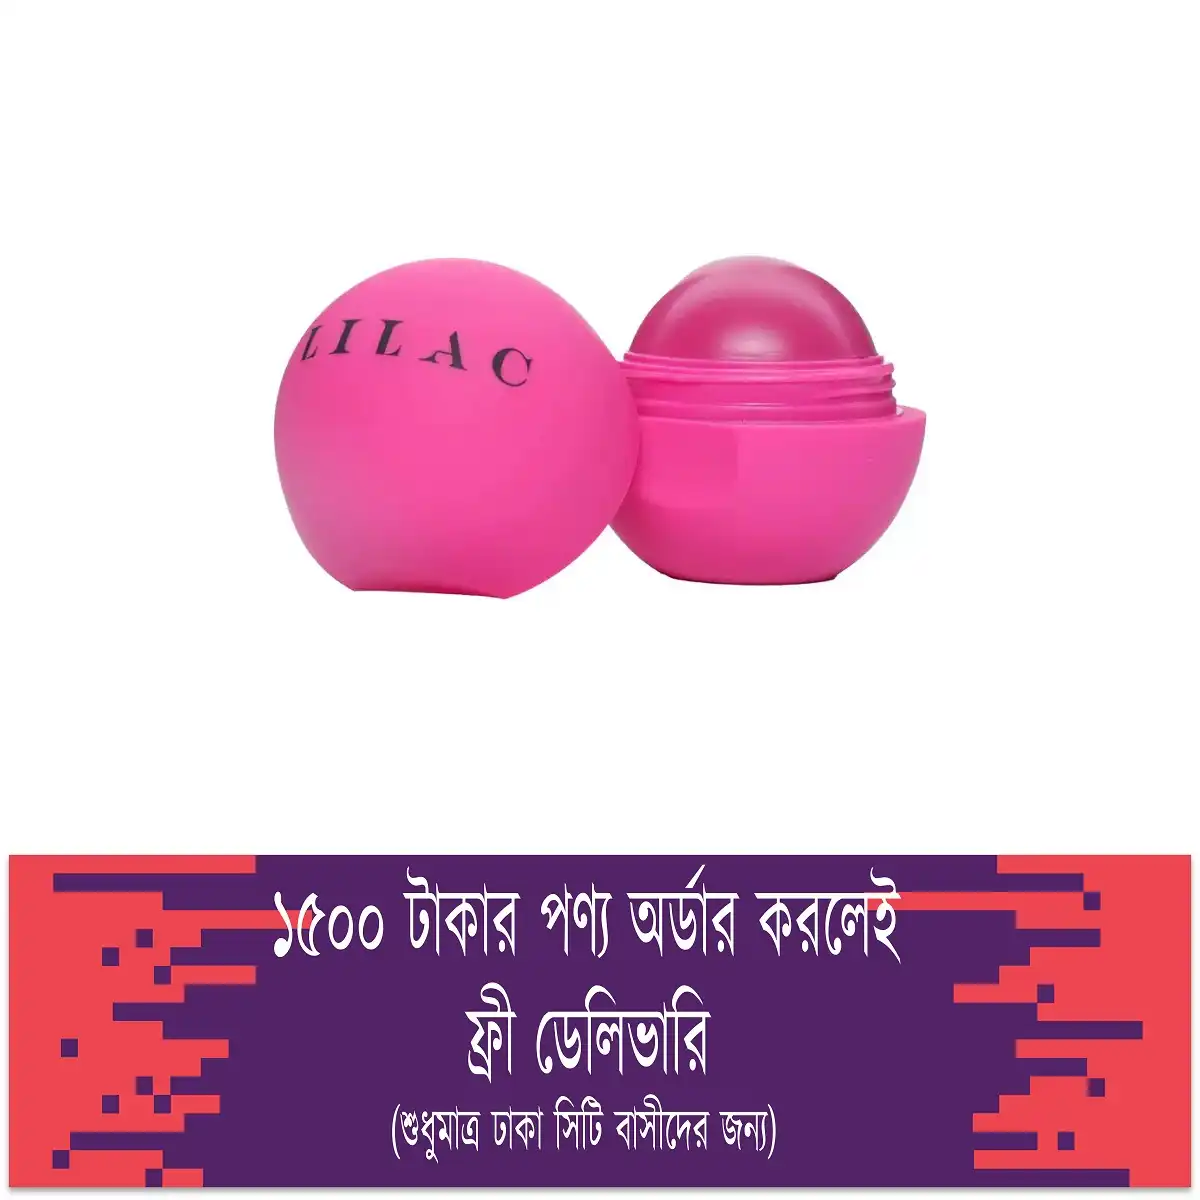 LILAC
১৫০০ টাকার পণ্য অর্ডার করলেই
ফ্রী ডেলিভারি
(শুধুমাত্র ঢাকা সিটি বাসীদের জন্য)